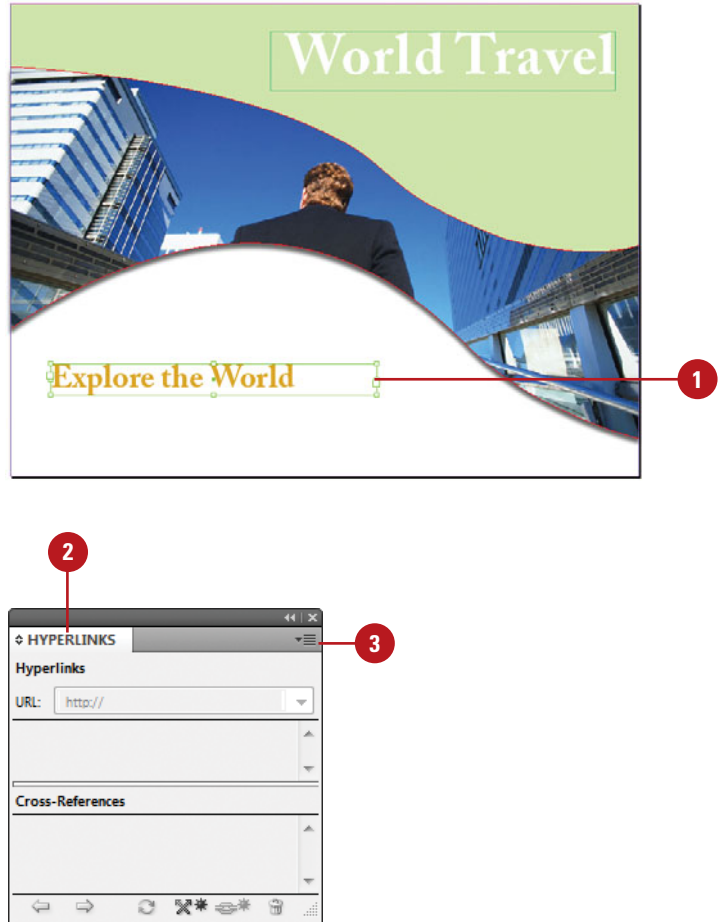 World Travel
Explore the World
1
2
HYPERLINKS
3
Hyperlinks
URL: http://
Cross-References